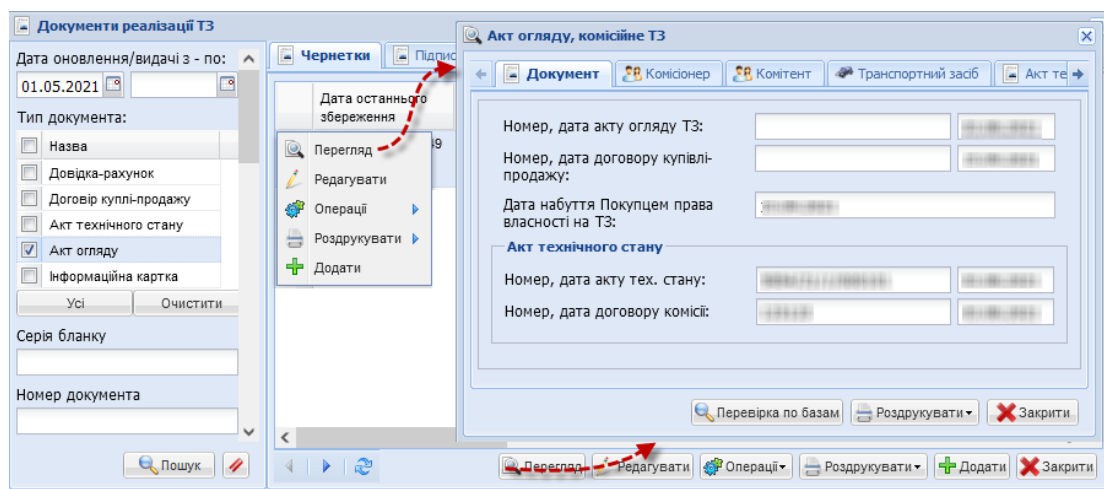 Документи реалізації ТЗ
Дата оновлення/видачі з - по:
01.05.2021
Тип документа:
Назва
Довідка-рахунок
Договір куплі-продажу
Акт технічного стану
Акт огляду
Інформаційна картка
Усі
Очистити
Серія бланку
Номер документа
Пошук
Чернетки
Підпис
Дата останнього
збереження
Перегляд
Редагувати
Операції
Роздрукувати
Додати
Акт огляду, комісійне ТЗ
Документ
Комісіонер
Комітент
Транспортний засіб
Акт те
Номер, дата акту огляду ТЗ:
Номер, дата договору купівлі-
продажу:
Дата набуття Покупцем права
власності на ТЗ:
Акт технічного стану
Номер, дата акту тех. стану:
Номер, дата договору комісії:
Перевірка по базам
Роздрукувати
Закрити
Перегляд
Редагувати
Операції
Роздрукувати
Додати
Закрити